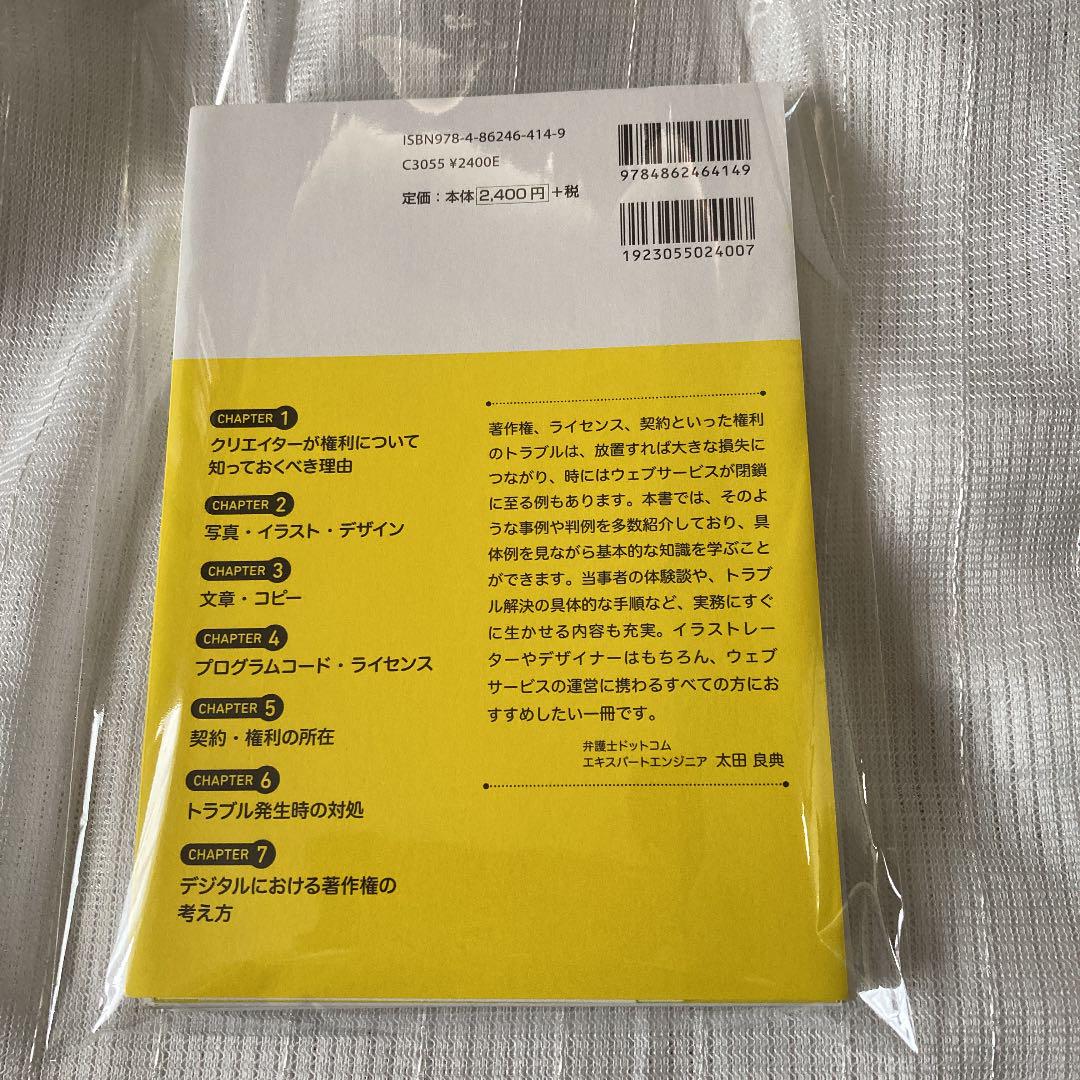 ISBN978-4-86246-414-9
C3055 ¥2400E
定価：本体2,400円+税
9784862464149
1923055024007
CHAPTER 1
クリエイターが権利について
知っておくべき理由
CHAPTER 2
写真・イラスト・デザイン
CHAPTER 3
文章・コピー
CHAPTER 4
プログラムコード・ライセンス
CHAPTER 5
契約・権利の所在
CHAPTER 6
トラブル発生時の対処
CHAPTER 7
デジタルにおける著作権の
考え方
著作権、ライセンス、契約といった権利
のトラブルは、放置すれば大きな損失に
つながり、時にはウェブサービスが閉鎖
に至る例もあります。本書では、そのよ
うな事例や判例を多数紹介しており、具
体例を見ながら基本的な知識を学ぶこと
ができます。当事者の体験談や、トラブ
ル解決の具体的な手順など、実務にすぐ
に生かせる内容も充実。イラストレー
ターやデザイナーはもちろん、ウェブ
サービスの運営に携わるすべての方にお
すすめしたい一冊です。
弁護士ドットコム
エキスパートエンジニア 太田 良典